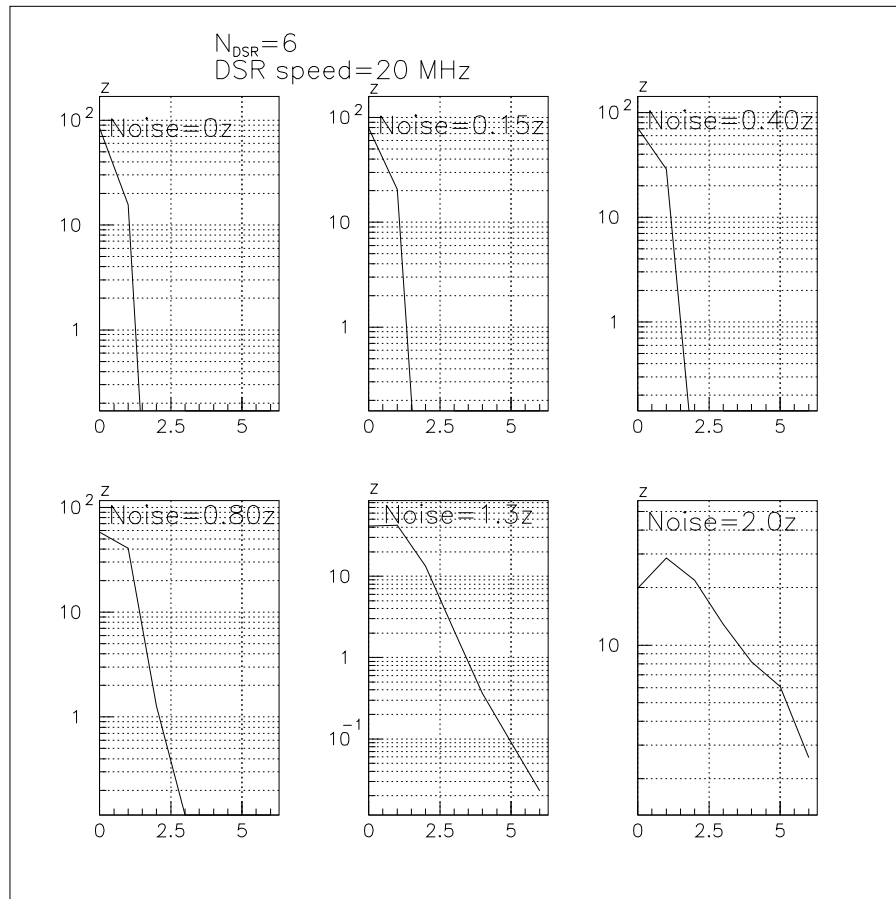 N_DSR=6
DSR speed=20 MHz
z
10^2
Noise=0z
10
1
0 2.5 5
z
10^2
Noise=0.15z
10
1
0 2.5 5
z
10^2
Noise=0.40z
10
1
0 2.5 5
10^2
Noise=0.80z
10
1
0 2.5 5
z
Noise=1.3z
10
1
10^-1
0 2.5 5
z
Noise=2.0z
10
0 2.5 5